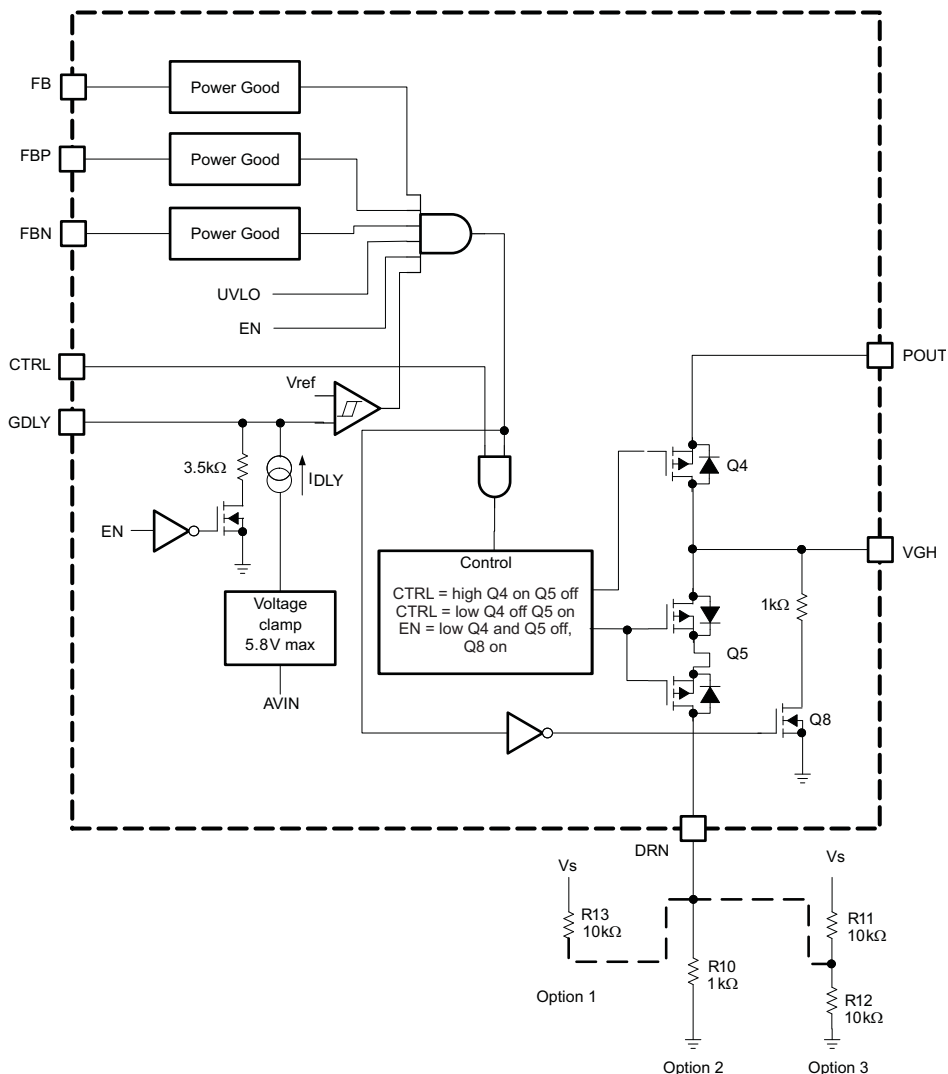 FB
Power Good
FBP
Power Good
FBN
Power Good
UVLO
EN
CTRL
Vref
GDLY
3.5kΩ
IDLY
EN
Voltage
clamp
5.8V max
AVIN
Control
CTRL = high Q4 on Q5 off
CTRL = low Q4 off Q5 on
EN = low Q4 and Q5 off,
Q8 on
POUT
Q4
VGH
1kΩ
Q5
Q8
DRN
Vs
R13
10kΩ
Option 1
R10
1kΩ
Option 2
Vs
R11
10kΩ
R12
10kΩ
Option 3